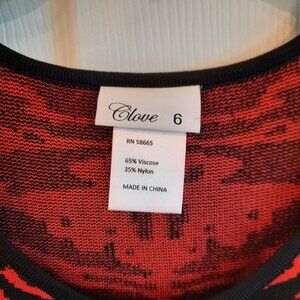 Clove 6
RN 58665
65% Viscose
35% Nylon
MADE IN CHINA